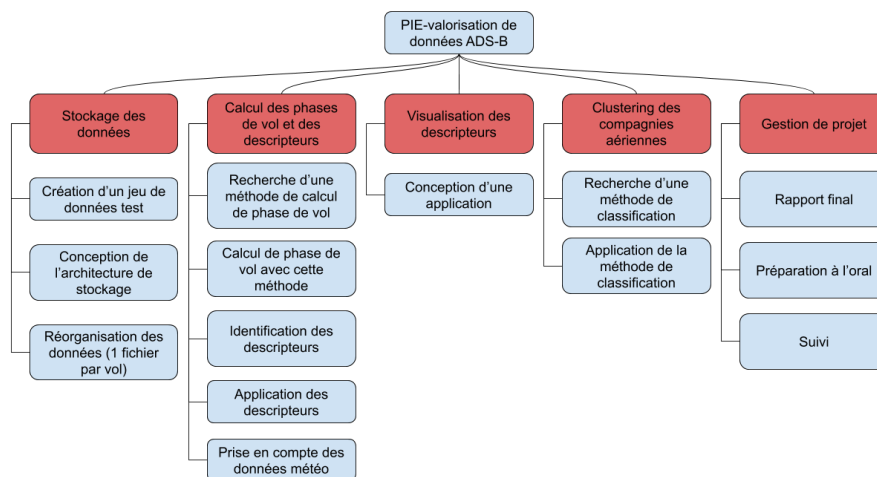 PIE-valorisation de
données ADS-B
Stockage des
données
Calcul des phases
de vol et des
descripteurs
Visualisation des
descripteurs
Clustering des
compagnies
aériennes
Gestion de projet
Création d’un jeu de
données test
Conception de
l’architecture de
stockage
Réorganisation des
données (1 fichier
par vol)
Recherche d’une
méthode de calcul
de phase de vol
Calcul de phase de
vol avec cette
méthode
Identification des
descripteurs
Application des
descripteurs
Prise en compte des
données météo
Conception d’une
application
Recherche d’une
méthode de
classification
Application de la
méthode de
classification
Rapport final
Préparation à l’oral
Suivi